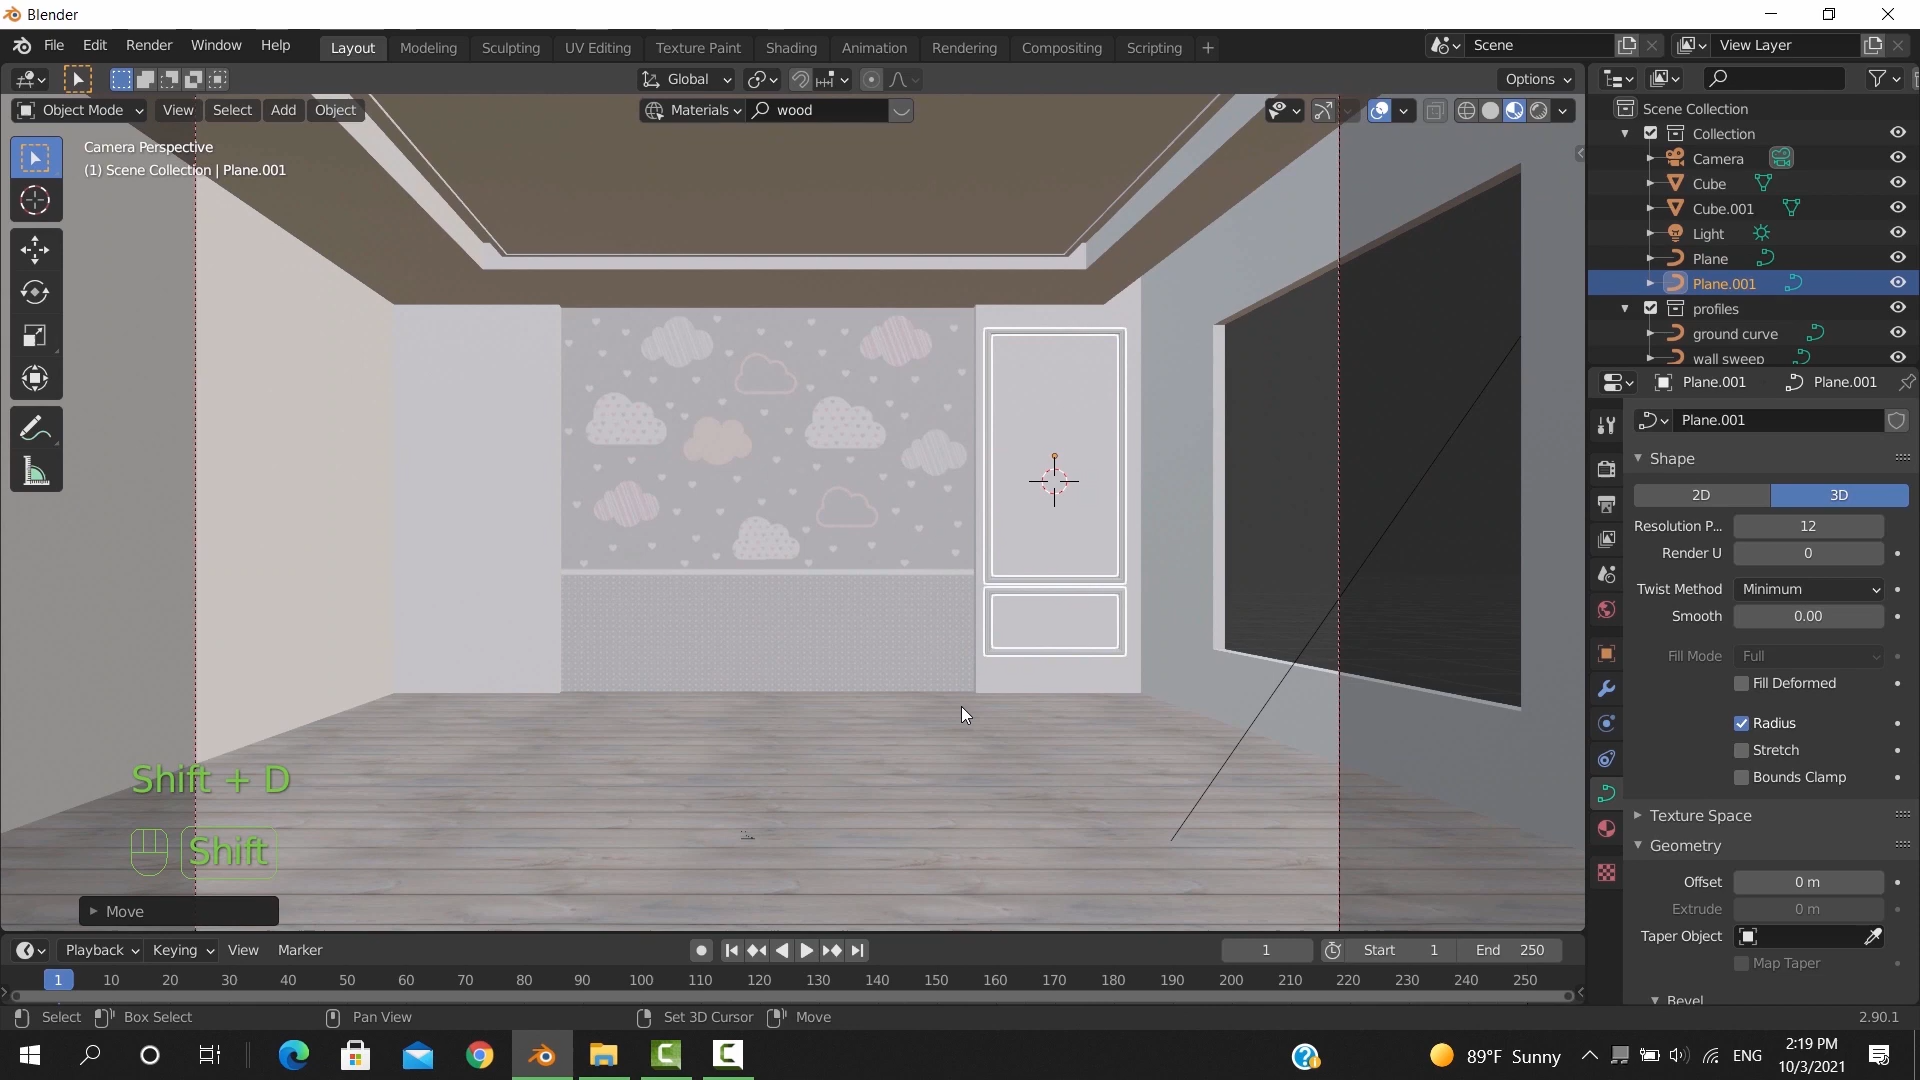 Blender
File Edit Render Window Help
Layout Modeling Sculpting UV Editing Texture Paint Shading Animation Rendering Compositing Scripting +
Scene View Layer
Global Options
Object Mode View Select Add Object
Materials wood
Camera Perspective
(1) Scene Collection | Plane.001
Scene Collection
Collection
Camera
Cube
Cube.001
Light
Plane
Plane.001
profiles
ground curve
wall sweep
Plane.001 Plane.001
Plane.001
Shape
2D 3D
Resolution P... 12
Render U 0
Twist Method Minimum
Smooth 0.00
Fill Mode Full
Fill Deformed
Radius
Stretch
Bounds Clamp
Texture Space
Geometry
Offset 0 m
Extrude 0 m
Taper Object
Map Taper
Bevel
Shift + D
Shift
Move
Playback Keying View Marker
1 Start 1 End 250
1 10 20 30 40 50 60 70 80 90 100 110 120 130 140 150 160 170 180 190 200 210 220 230 240 250
Select Box Select Pan View Set 3D Cursor Move 2.90.1
89°F Sunny ENG
2:19 PM
10/3/2021